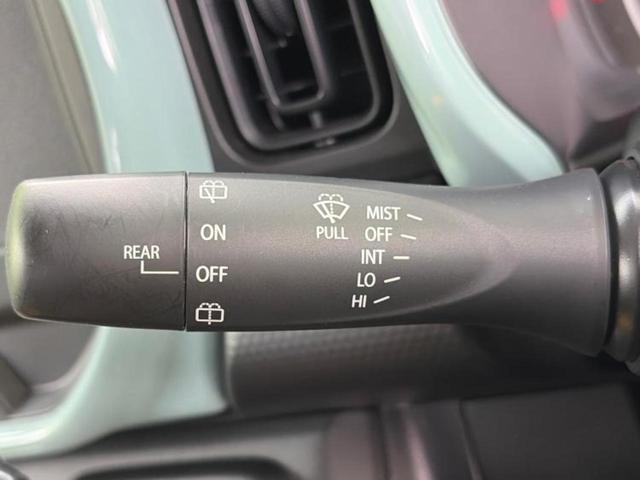 REAR
ON
OFF
PULL
MIST
OFF
INT
LO
HI